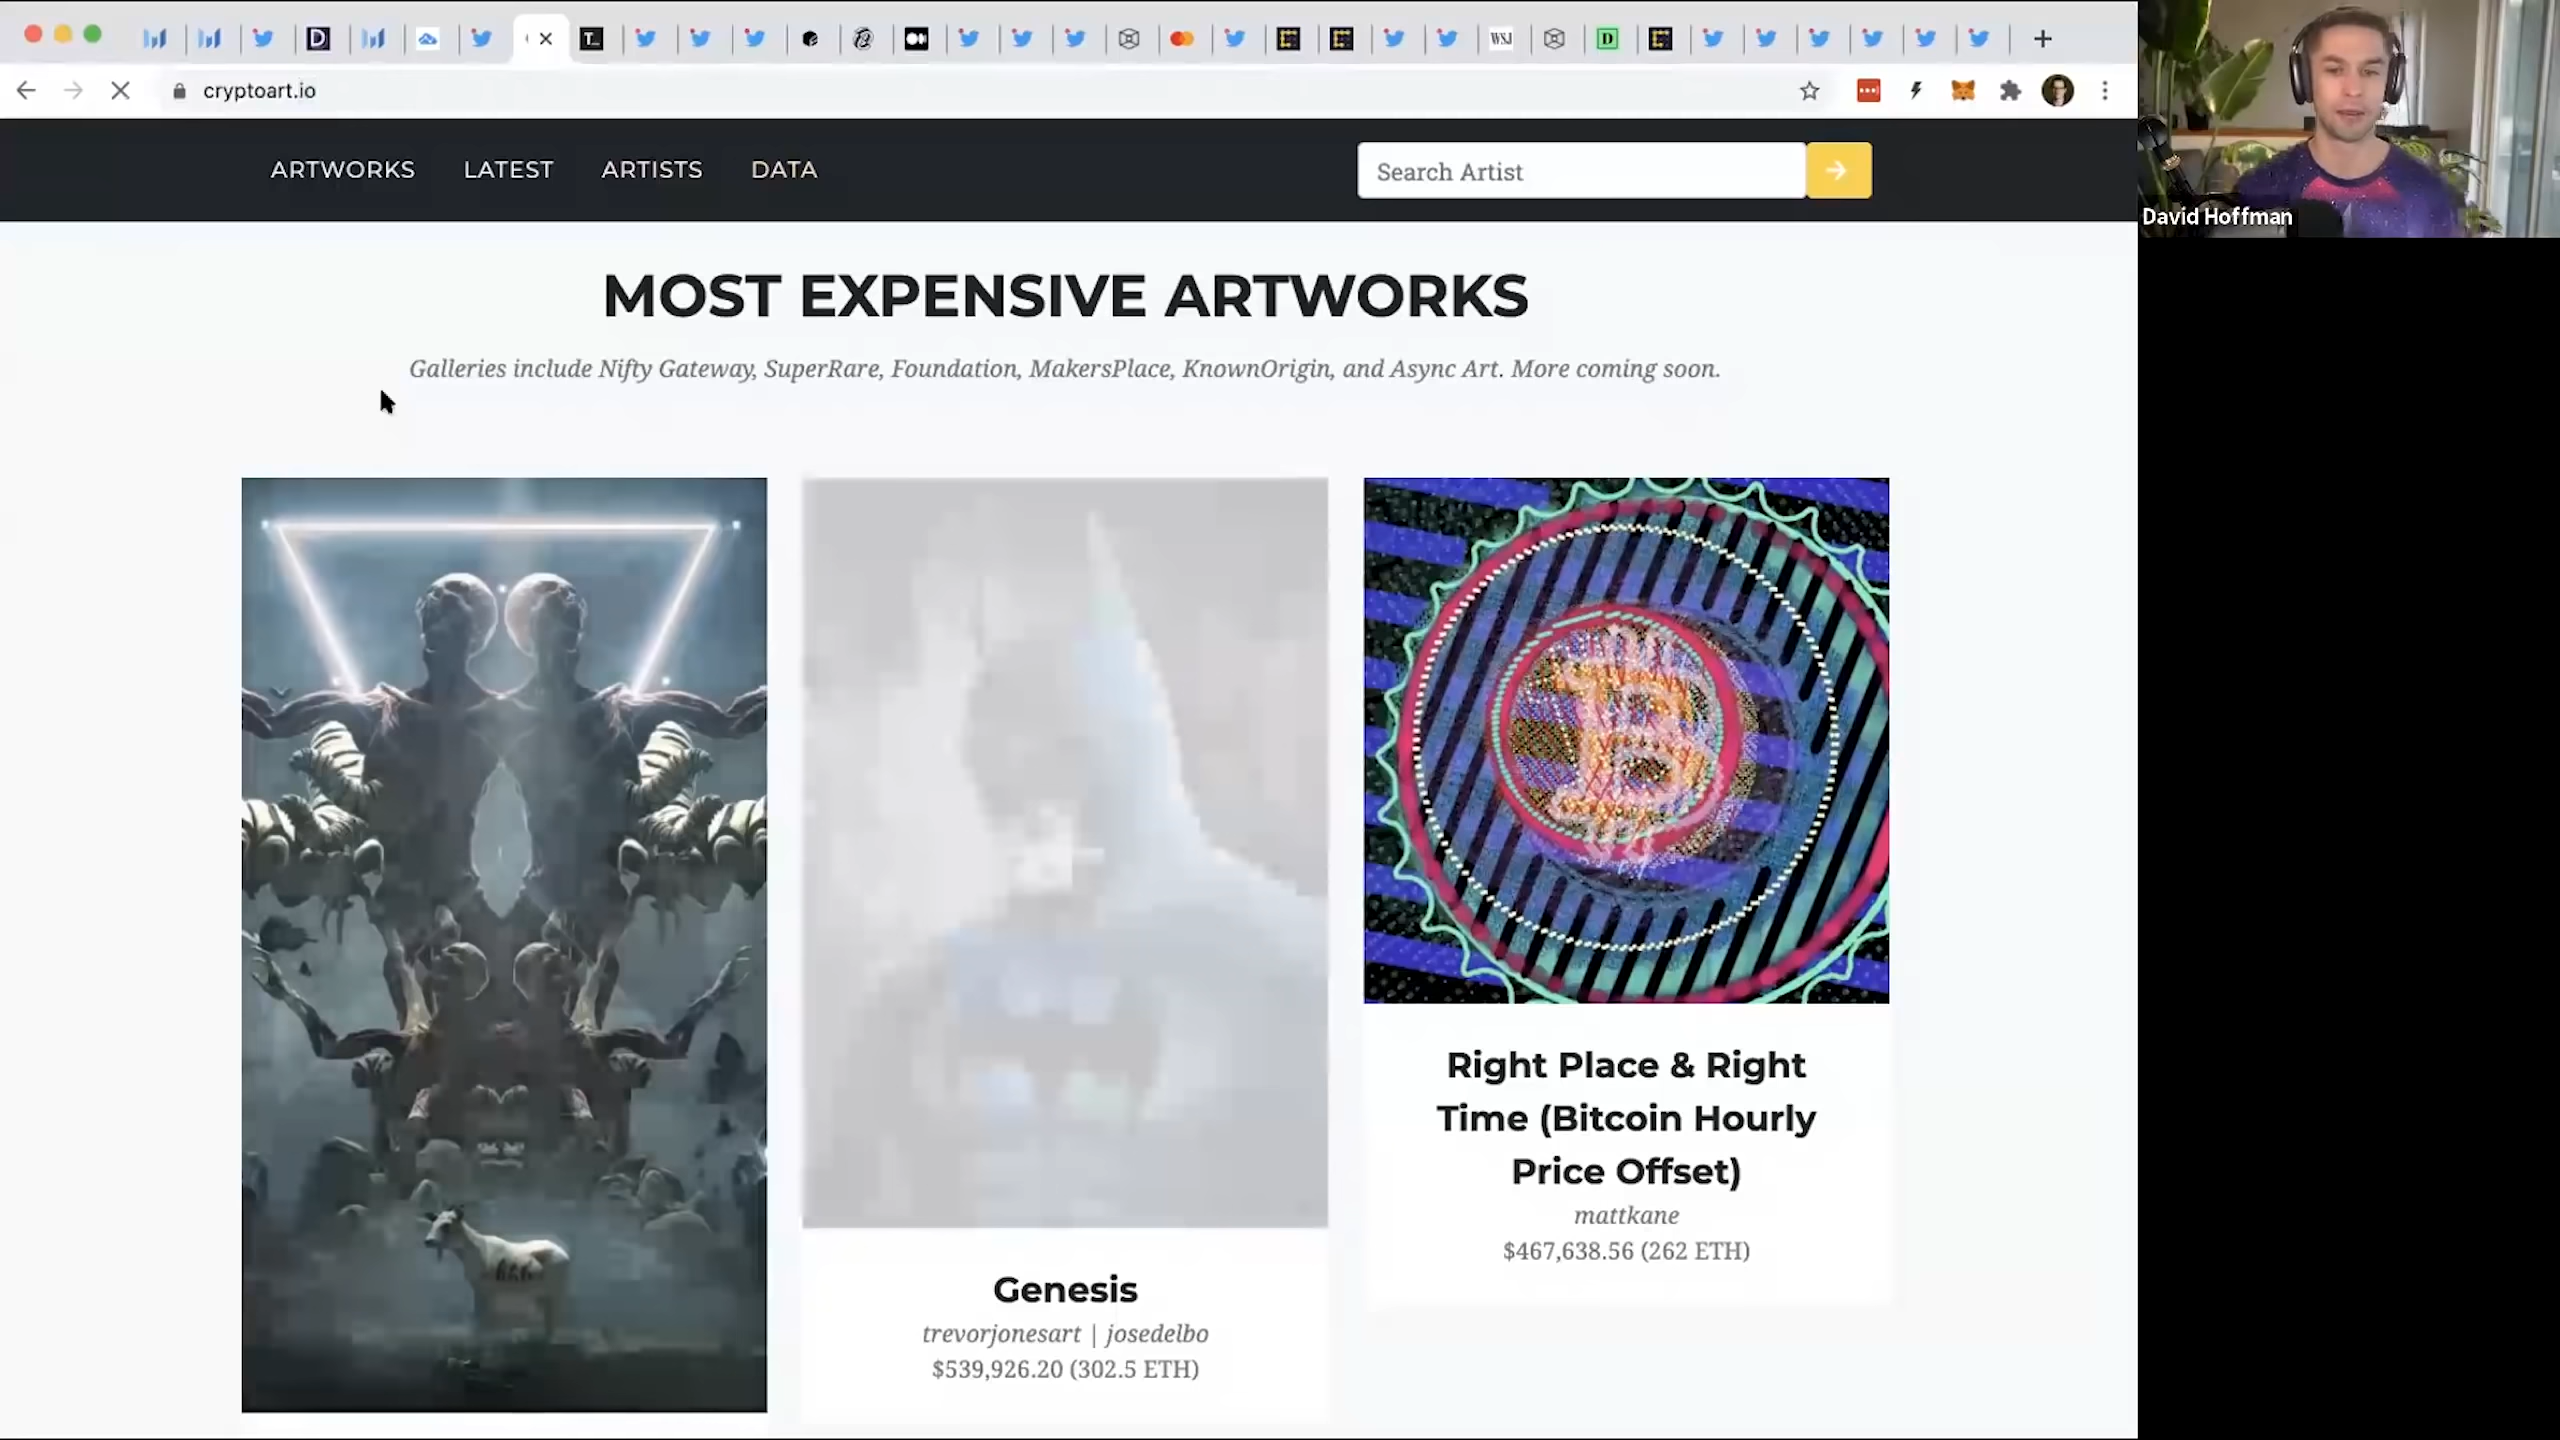 cryptoart.io
David Hoffman
ARTWORKS LATEST ARTISTS DATA
Search Artist
MOST EXPENSIVE ARTWORKS
Galleries include Nifty Gateway, SuperRare, Foundation, MakersPlace, KnownOrigin, and Async Art. More coming soon.
666
Right Place & Right
Time (Bitcoin Hourly
Price Offset)
mattkane
$467,638.56 (262 ETH)
Genesis
trevorjonesart | josedelbo
$539,926.20 (302.5 ETH)
WSJ